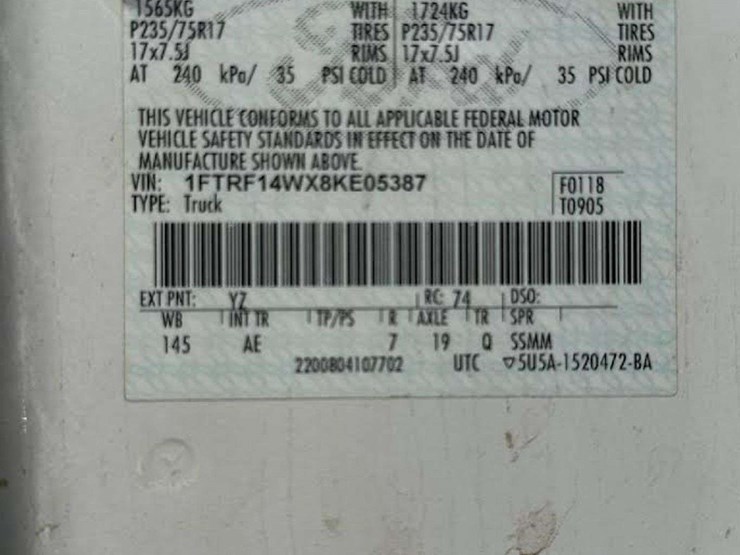 1565KG WITH 1724KG WITH
P235/75R17 TIRES P235/75R17 TIRES
17x7.5J RIMS 17x7.5J RIMS
AT 240 kPa/ 35 PSI COLD AT 240 kPa/ 35 PSI COLD
THIS VEHICLE CONFORMS TO ALL APPLICABLE FEDERAL MOTOR
VEHICLE SAFETY STANDARDS IN EFFECT ON THE DATE OF
MANUFACTURE SHOWN ABOVE.
VIN: 1FTRF14WX8KE05387 F0118
TYPE: Truck T0905
EXT PNT: YZ RC: 74 DSO:
WB INT TR TP/PS R AXLE TR SPR
145 AE 7 19 Q SSMM
2200804107702 UTC ▽5U5A-1520472-BA